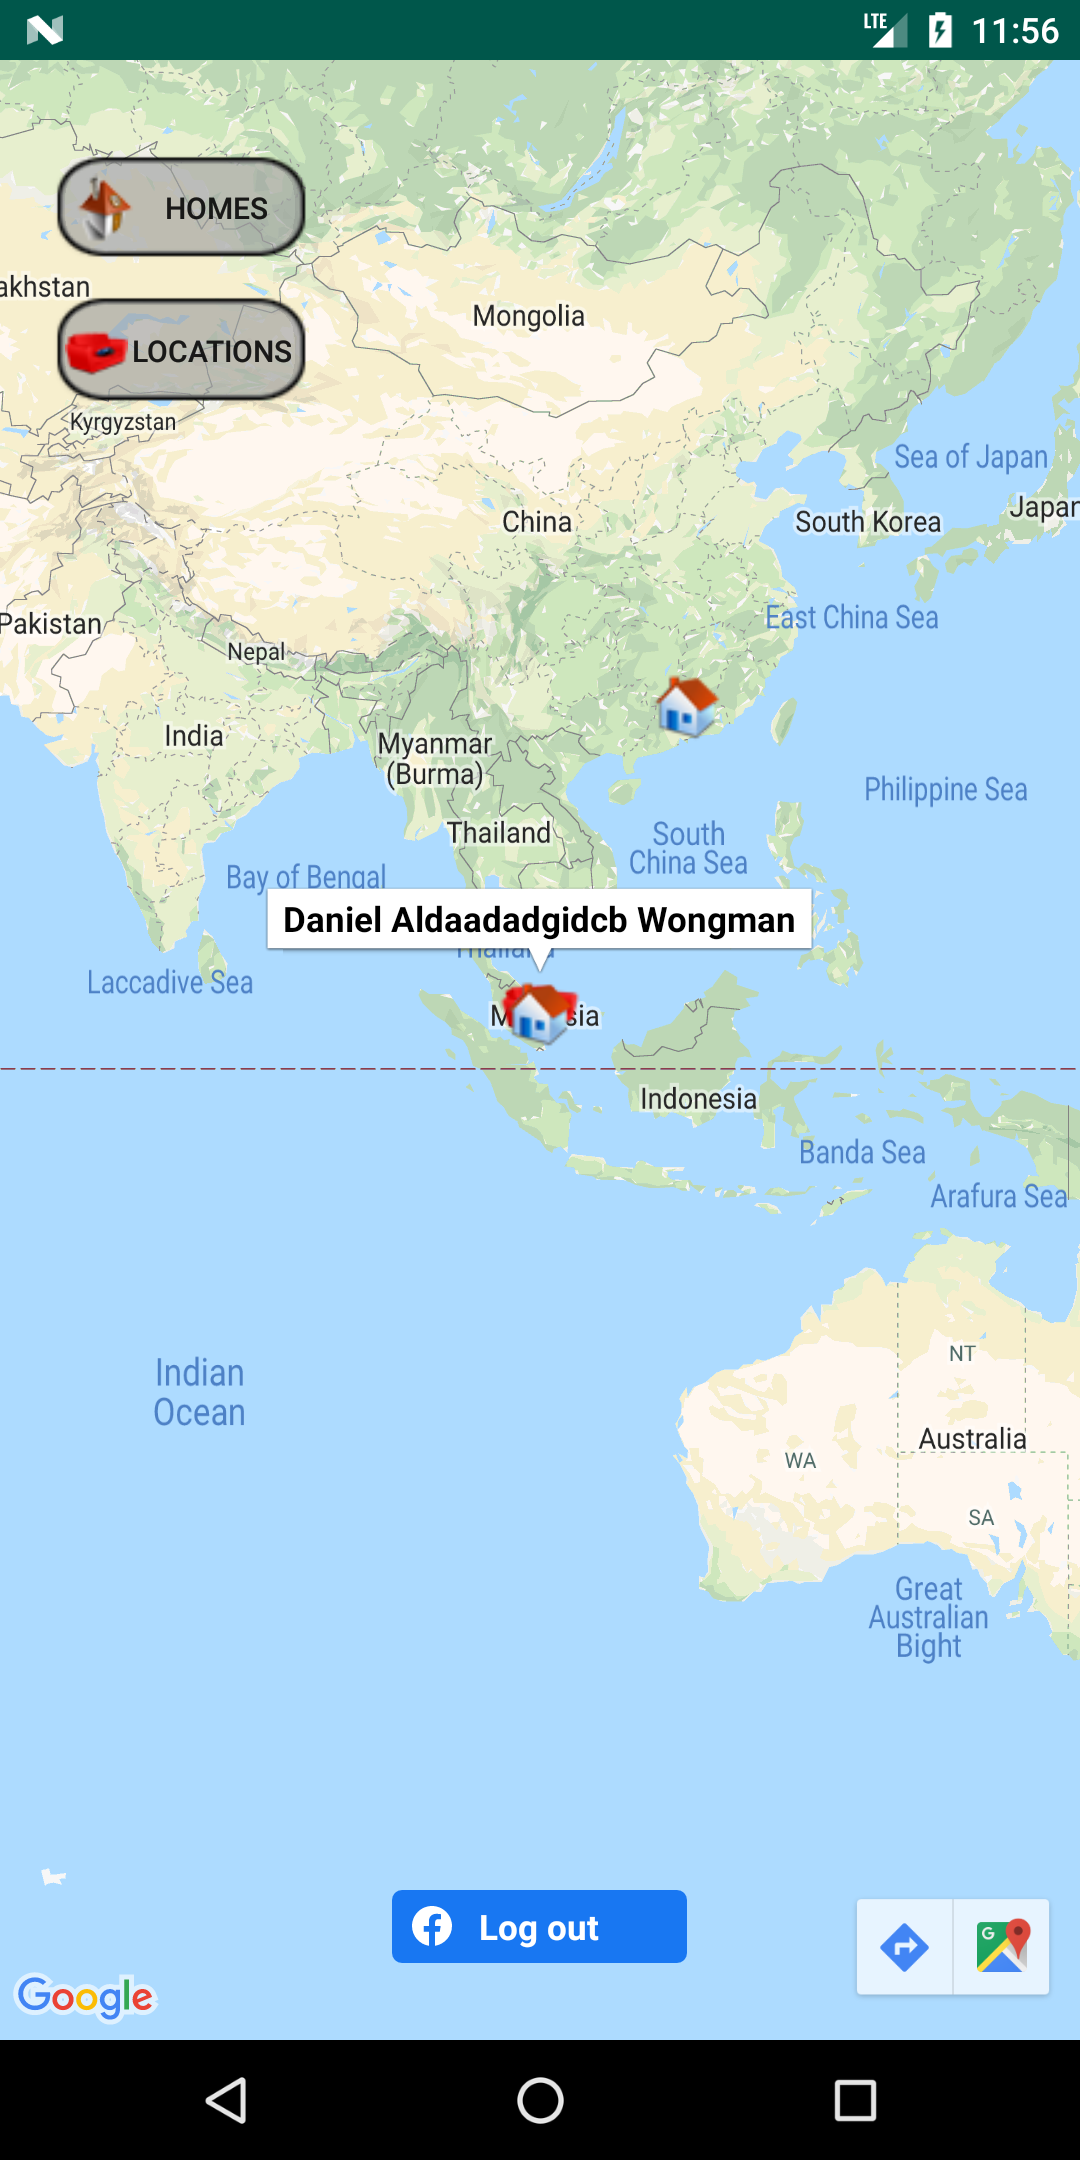 LTE 11:56
HOMES
akhstan
Mongolia
LOCATIONS
Kyrgyzstan
Sea of Japan
Japan
China
South Korea
East China Sea
Pakistan
Nepal
India
Myanmar
(Burma)
Philippine Sea
Thailand
South
China Sea
Bay of Bengal
Daniel Aldaadadgidcb Wongman
Laccadive Sea
M sia
Indonesia
Banda Sea
Arafura Sea
NT
Indian
Ocean
Australia
WA
SA
Great
Australian
Bight
Log out
G
Google